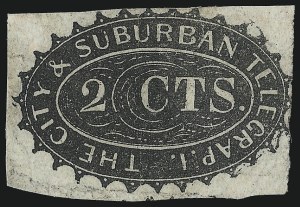 THE CITY & SUBURBAN TELEGRAPH.
2 CTS.